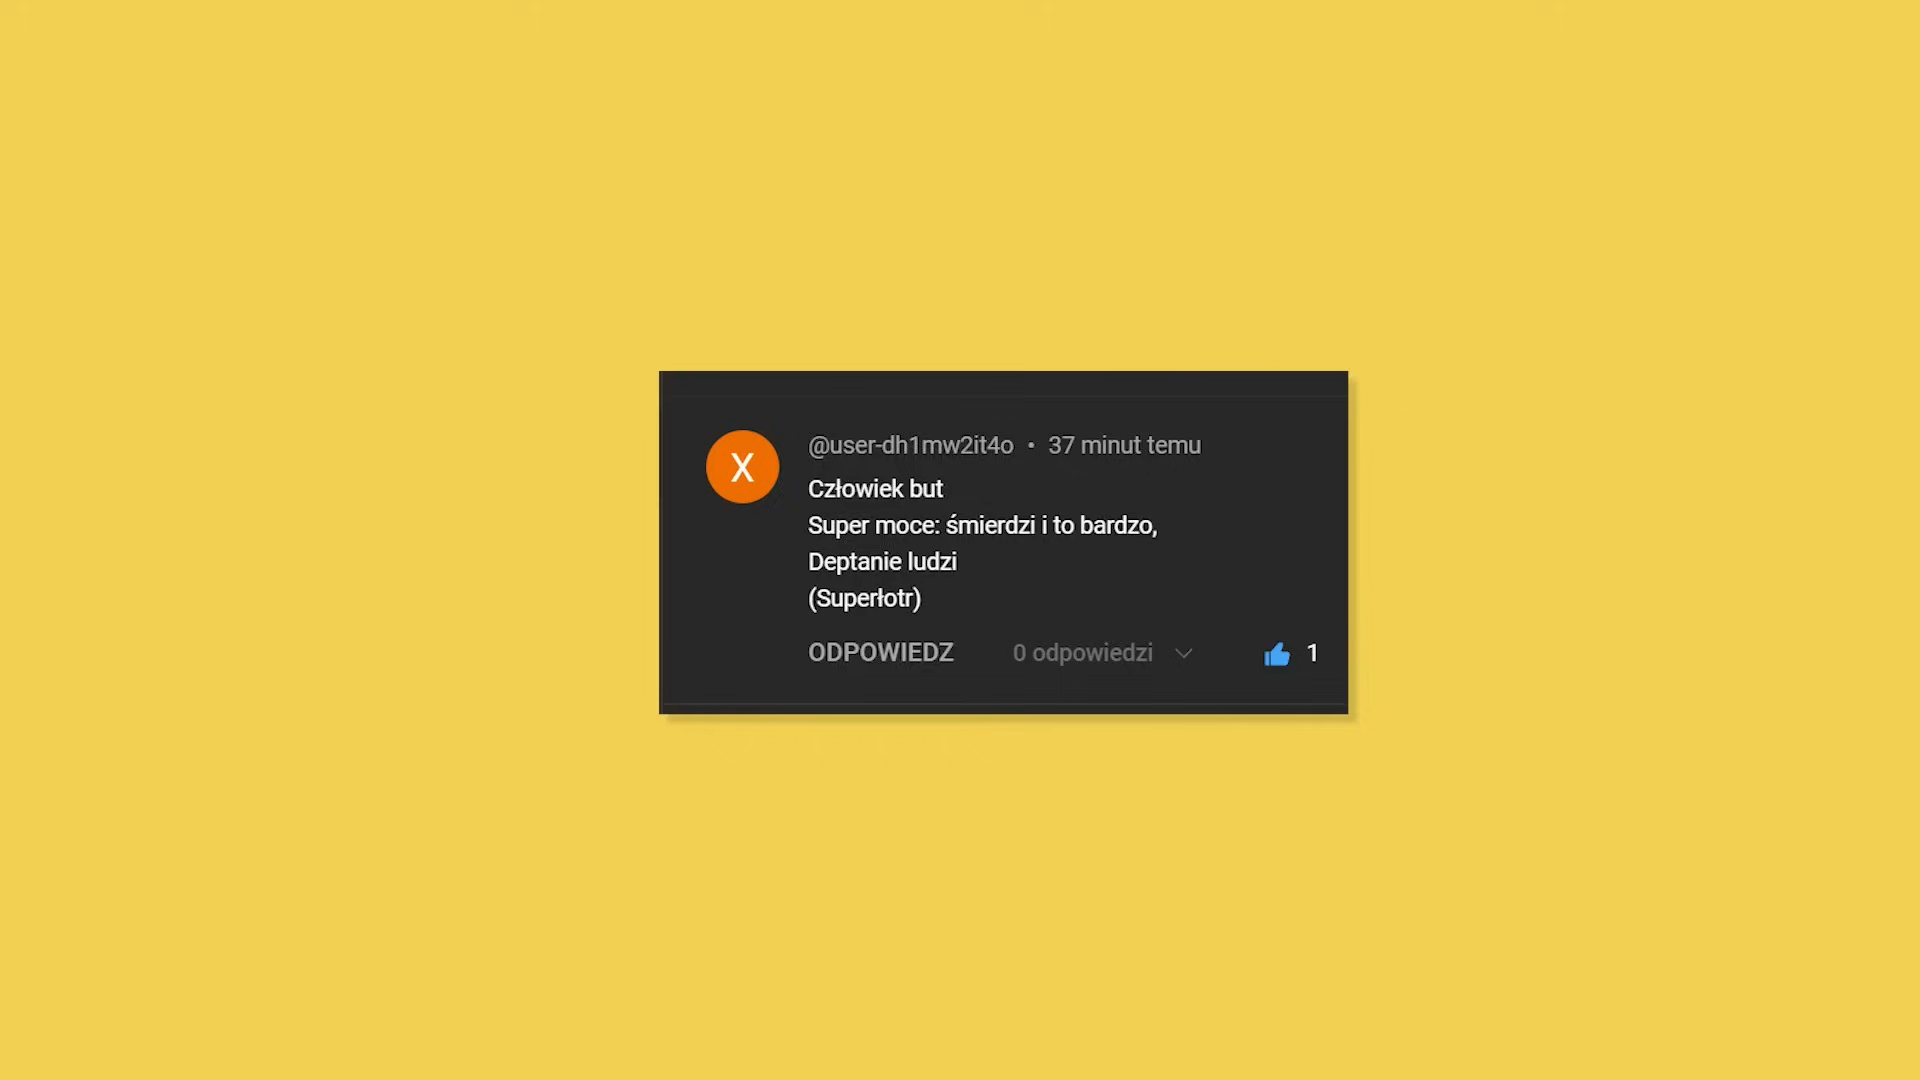 X
@user-dh1mw2it4o • 37 minut temu
Człowiek but
Super moce: śmierdzi i to bardzo,
Deptanie ludzi
(Superłotr)
ODPOWIEDZ 0 odpowiedzi 1